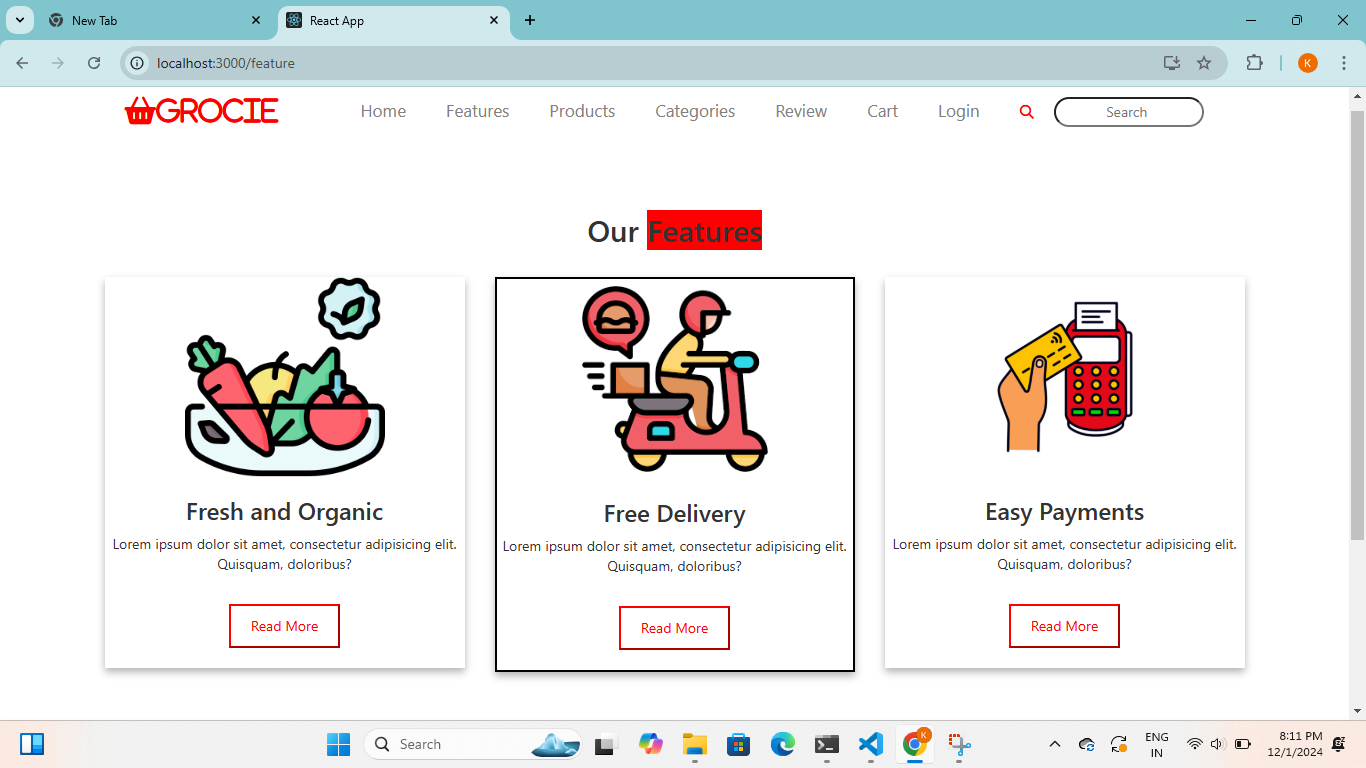 New Tab
React App
localhost:3000/feature
K
GROCIE
Home Features Products Categories Review Cart Login Search
Our Features
Fresh and Organic
Lorem ipsum dolor sit amet, consectetur adipisicing elit.
Quisquam, doloribus?
Read More
Free Delivery
Lorem ipsum dolor sit amet, consectetur adipisicing elit.
Quisquam, doloribus?
Read More
Easy Payments
Lorem ipsum dolor sit amet, consectetur adipisicing elit.
Quisquam, doloribus?
Read More
Search
K
ENG
IN
8:11 PM
12/1/2024